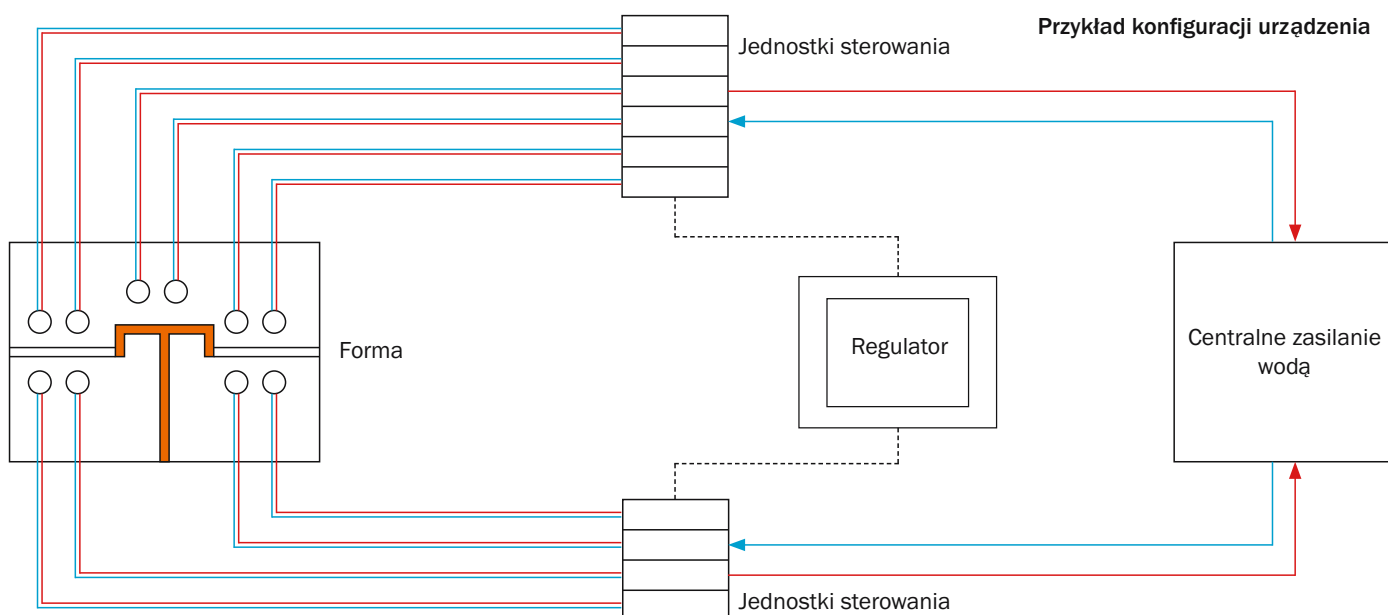 Przykład konfiguracji urządzenia
Jednostki sterowania
Forma
Regulator
Centralne zasilanie
wodą
Jednostki sterowania